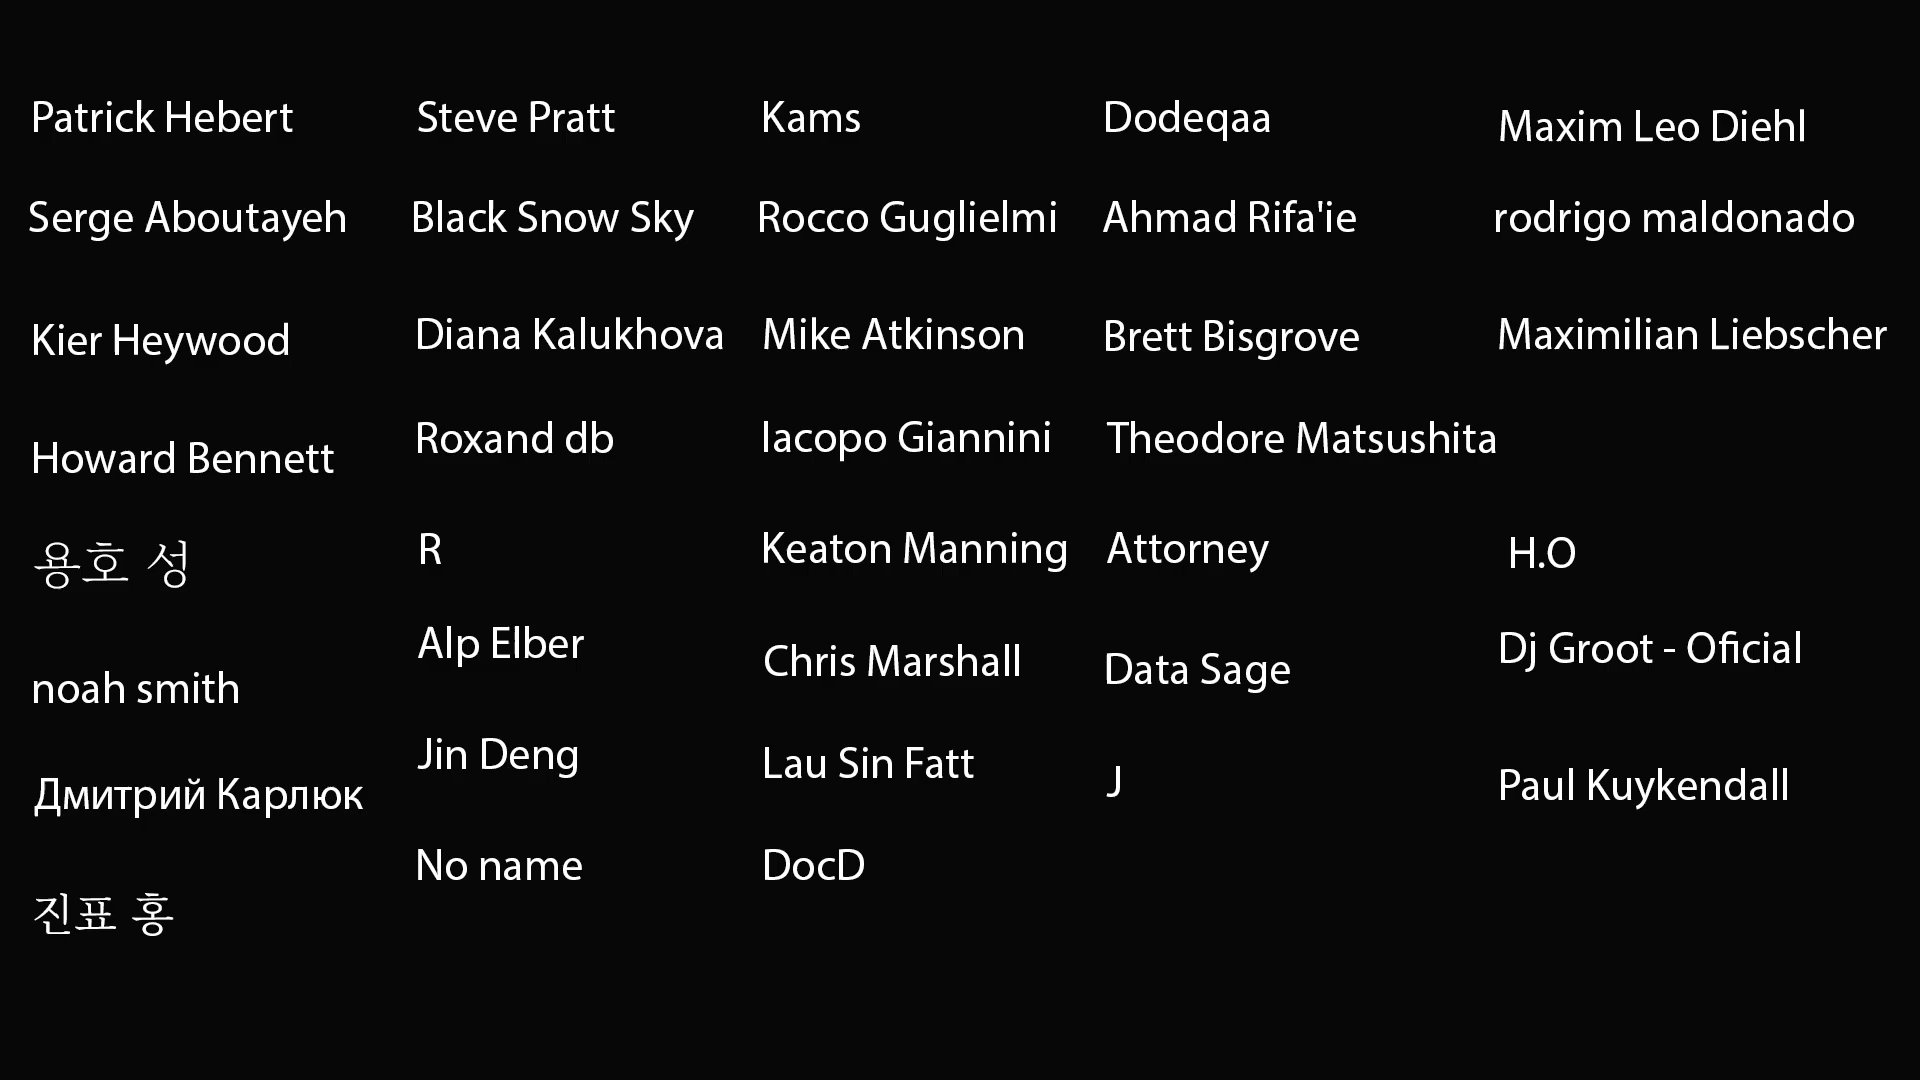 Patrick Hebert
Serge Aboutayeh
Kier Heywood
Howard Bennett
용호 성
noah smith
Дмитрий Карлюк
진표 홍
Steve Pratt
Black Snow Sky
Diana Kalukhova
Roxand db
R
Alp Elber
Jin Deng
No name
Kams
Rocco Guglielmi
Mike Atkinson
Iacopo Giannini
Keaton Manning
Chris Marshall
Lau Sin Fatt
DocD
Dodeqaa
Ahmad Rifa'ie
Brett Bisgrove
Theodore Matsushita
Attorney
Data Sage
J
Maxim Leo Diehl
rodrigo maldonado
Maximilian Liebscher
H.O
Dj Groot - Oficial
Paul Kuykendall